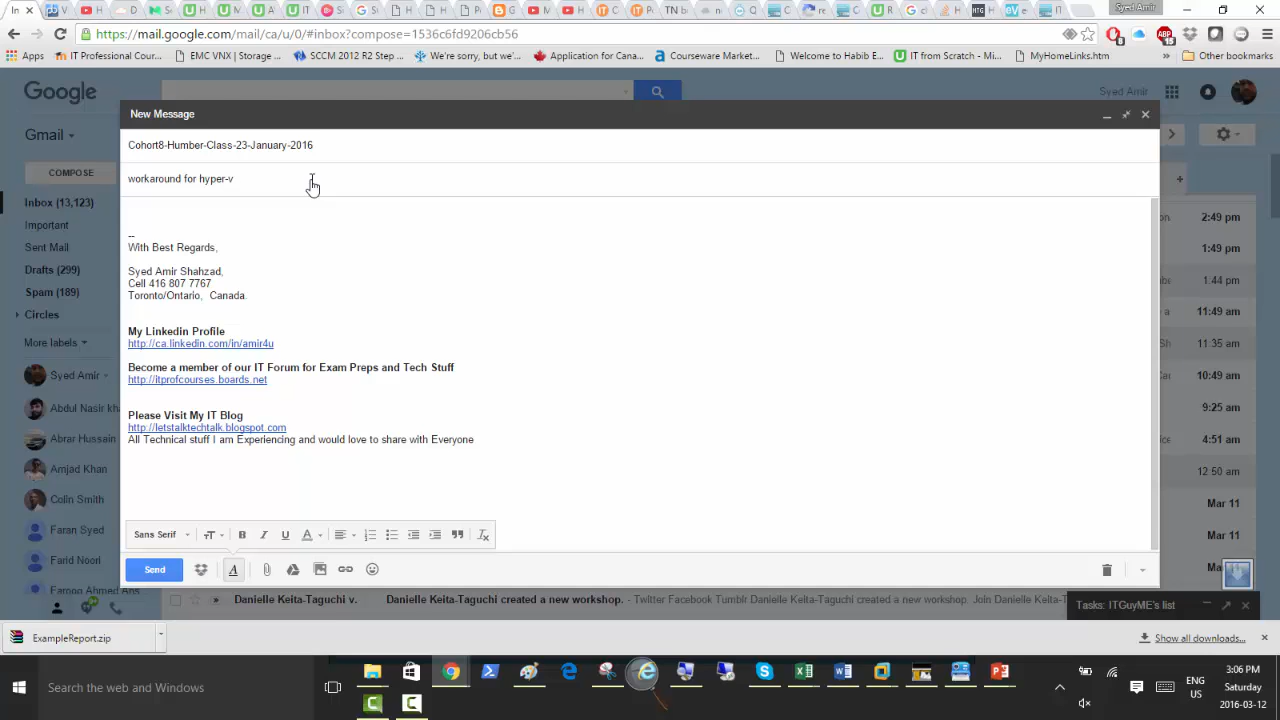 Syed Amir
https://mail.google.com/mail/ca/u/0/#inbox?compose=1536c6fd9206cb56
Apps
IT Professional Cour...
EMC VNX | Storage ...
SCCM 2012 R2 Step ...
We're sorry, but we'...
Application for Cana...
Courseware Market...
Welcome to Habib E...
IT from Scratch - Mi...
MyHomeLinks.htm
Other bookmarks
Google
Syed Amir
Gmail
COMPOSE
Inbox (13,123)
Important
Sent Mail
Drafts (299)
Spam (189)
Circles
More labels
Syed Amir
Abdul Nasir kh
Abrar Hussain
Amjad Khan
Colin Smith
Faran Syed
Farid Noori
Farooq Ahmed Ans
New Message
Cohort8-Humber-Class-23-January-2016
workaround for hyper-v
--
With Best Regards,
Syed Amir Shahzad,
Cell 416 807 7767
Toronto/Ontario, Canada.
My Linkedin Profile
http://ca.linkedin.com/in/amir4u
Become a member of our IT Forum for Exam Preps and Tech Stuff
http://itprofcourses.boards.net
Please Visit My IT Blog
http://letstalktechtalk.blogspot.com
All Technical stuff I am Experiencing and would love to share with Everyone
Sans Serif
Send
2:49 pm
1:49 pm
1:44 pm
11:49 am
11:35 am
10:49 am
9:25 am
4:51 am
12:50 am
Mar 11
Mar 11
Danielle Keita-Taguchi v.
Danielle Keita-Taguchi created a new workshop. - Twitter Facebook Tumblr Danielle Keita-Taguchi created a new workshop. Join Danielle Keita-
Tasks: ITGuyME's list
ExampleReport.zip
Show all downloads...
Search the web and Windows
ENG
US
3:06 PM
Saturday
2016-03-12